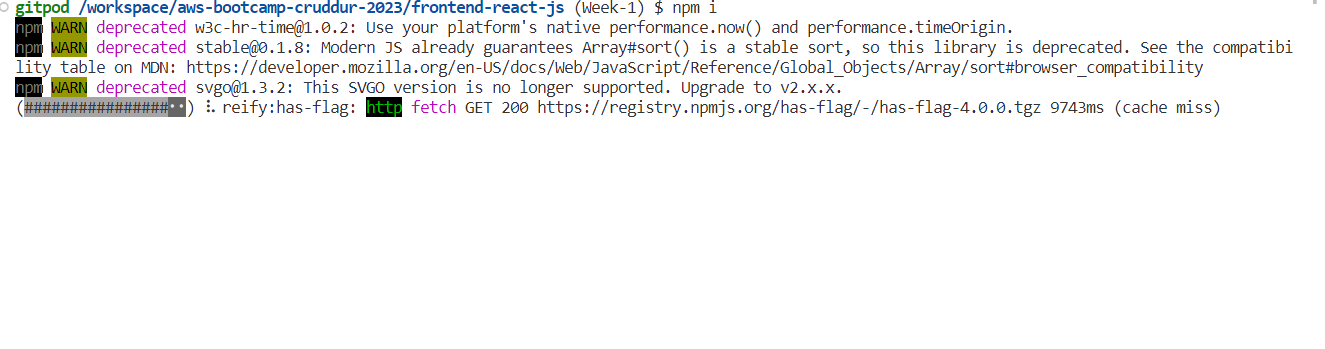 gitpod /workspace/aws-bootcamp-cruddur-2023/frontend-react-js (Week-1) $ npm i
npm WARN deprecated w3c-hr-time@1.0.2: Use your platform's native performance.now() and performance.timeOrigin.
npm WARN deprecated stable@0.1.8: Modern JS already guarantees Array#sort() is a stable sort, so this library is deprecated. See the compatibi
lity table on MDN: https://developer.mozilla.org/en-US/docs/Web/JavaScript/Reference/Global_Objects/Array/sort#browser_compatibility
npm WARN deprecated svgo@1.3.2: This SVGO version is no longer supported. Upgrade to v2.x.x.
(################⠂⠂) ⠧ reify:has-flag: http fetch GET 200 https://registry.npmjs.org/has-flag/-/has-flag-4.0.0.tgz 9743ms (cache miss)